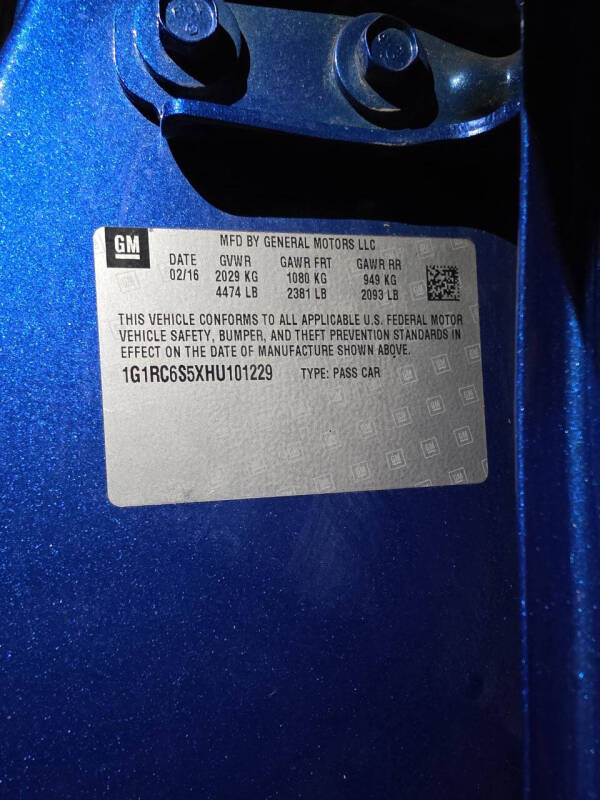 GM
MFD BY GENERAL MOTORS LLC
DATE GVWR GAWR FRT GAWR RR
02/16 2029 KG 1080 KG 949 KG
4474 LB 2381 LB 2093 LB
THIS VEHICLE CONFORMS TO ALL APPLICABLE U.S. FEDERAL MOTOR
VEHICLE SAFETY, BUMPER, AND THEFT PREVENTION STANDARDS IN
EFFECT ON THE DATE OF MANUFACTURE SHOWN ABOVE.
1G1RC6S5XHU101229 TYPE: PASS CAR